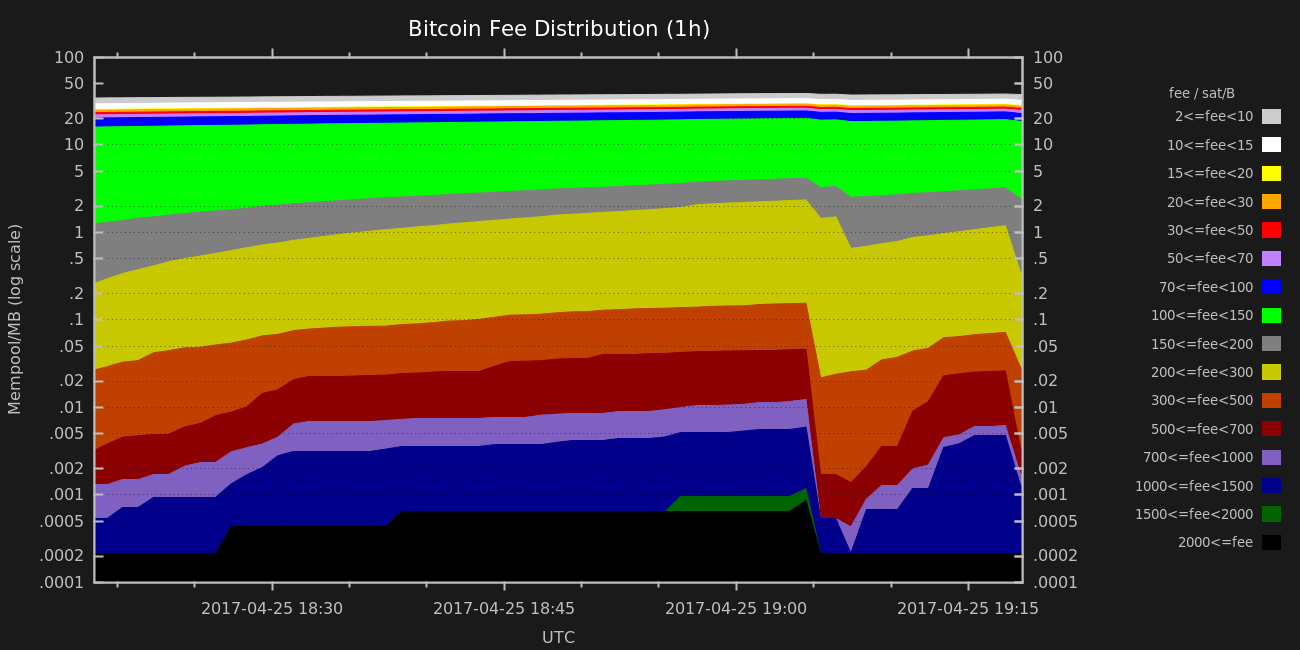 Bitcoin Fee Distribution (1h)
Mempool/MB (log scale)
100
50
20
10
5
2
1
.5
.2
.1
.05
.02
.01
.005
.002
.001
.0005
.0002
.0001
100
50
20
10
5
2
1
.5
.2
.1
.05
.02
.01
.005
.002
.001
.0005
.0002
.0001
2017-04-25 18:30
2017-04-25 18:45
2017-04-25 19:00
2017-04-25 19:15
UTC
fee / sat/B
2<=fee<10
10<=fee<15
15<=fee<20
20<=fee<30
30<=fee<50
50<=fee<70
70<=fee<100
100<=fee<150
150<=fee<200
200<=fee<300
300<=fee<500
500<=fee<700
700<=fee<1000
1000<=fee<1500
1500<=fee<2000
2000<=fee